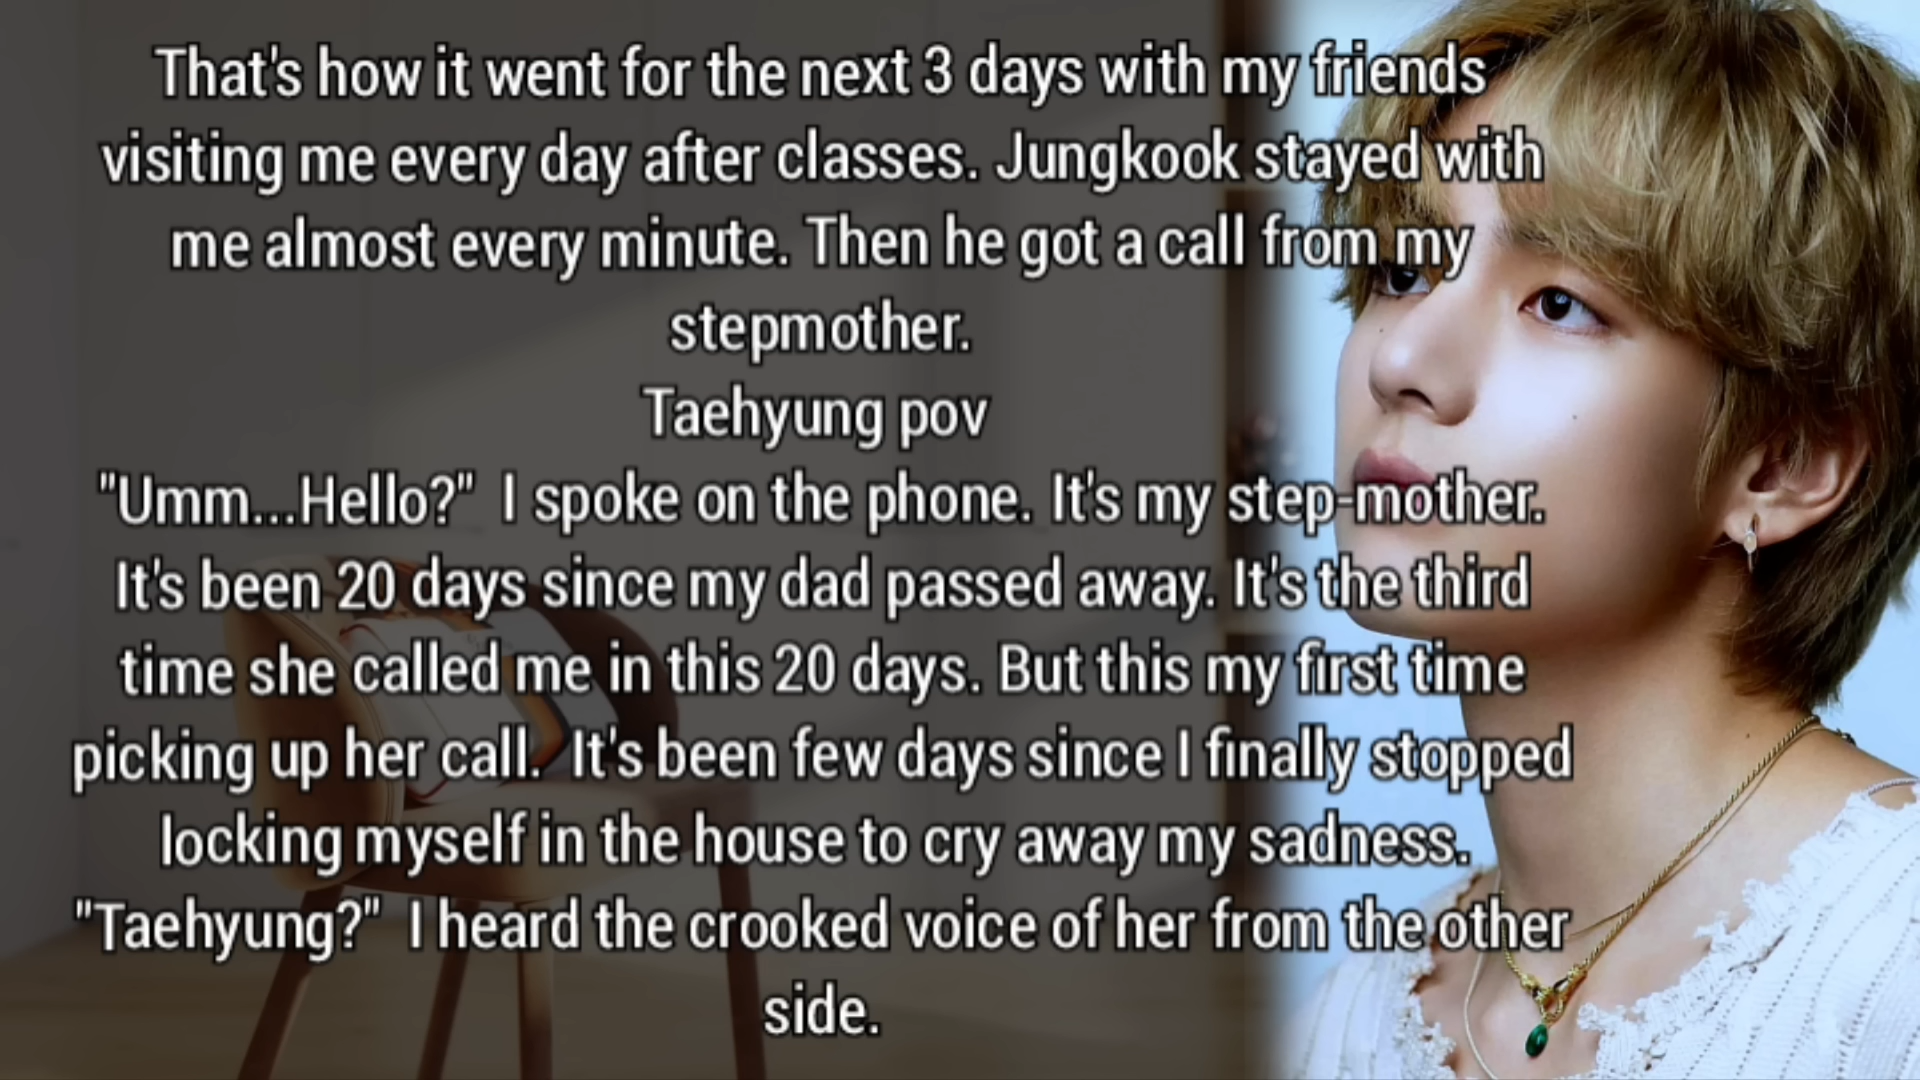 That's how it went for the next 3 days with my friends
visiting me every day after classes. Jungkook stayed with
me almost every minute. Then he got a call from my
stepmother.
Taehyung pov
"Umm...Hello?"  I spoke on the phone. It's my step-mother.
It's been 20 days since my dad passed away. It's the third
time she called me in this 20 days. But this my first time
picking up her call.  It's been few days since I finally stopped
locking myself in the house to cry away my sadness.
"Taehyung?"  I heard the crooked voice of her from the other
side.